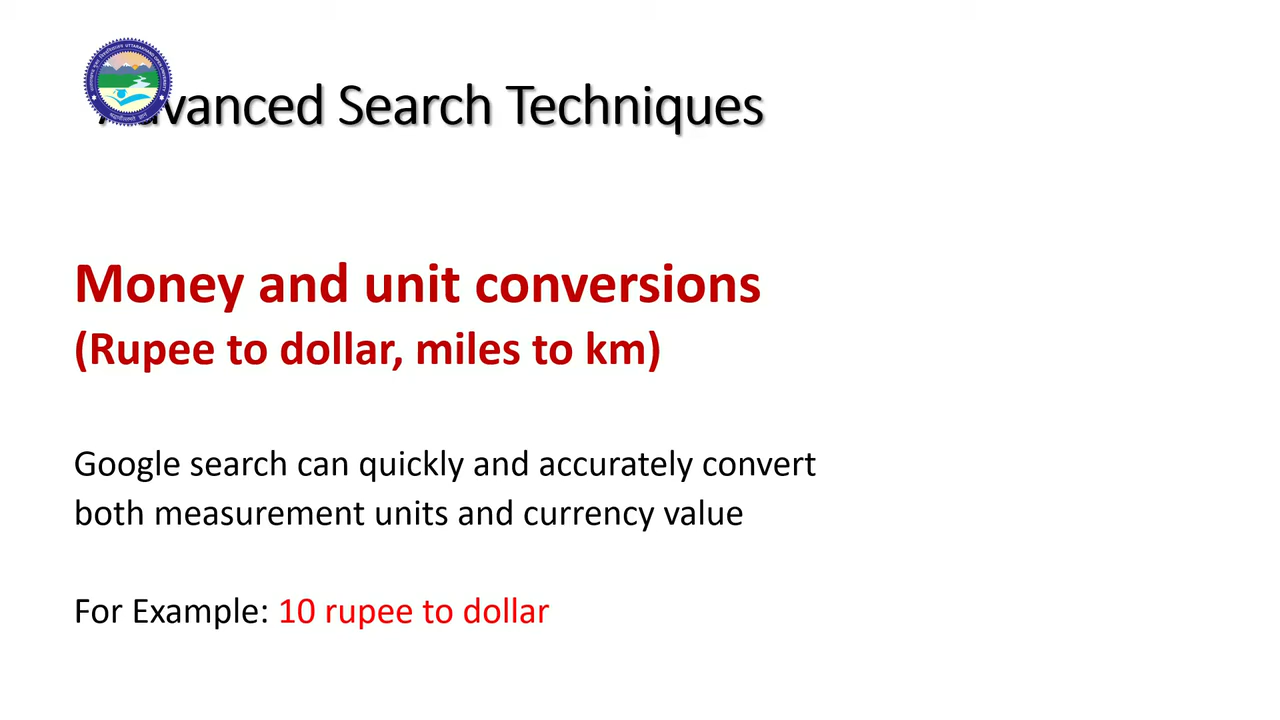 Advanced Search Techniques
Money and unit conversions
(Rupee to dollar, miles to km)
Google search can quickly and accurately convert
both measurement units and currency value
For Example: 10 rupee to dollar